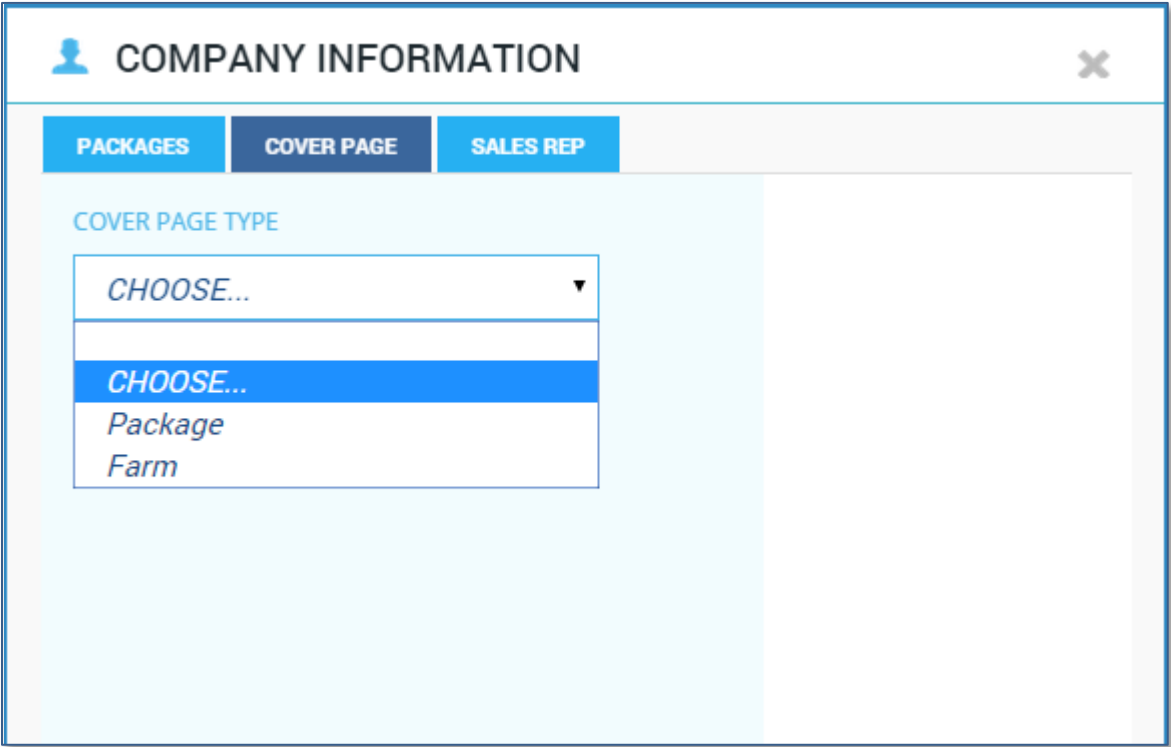 COMPANY INFORMATION
PACKAGES COVER PAGE SALES REP
COVER PAGE TYPE
CHOOSE...
CHOOSE...
Package
Farm